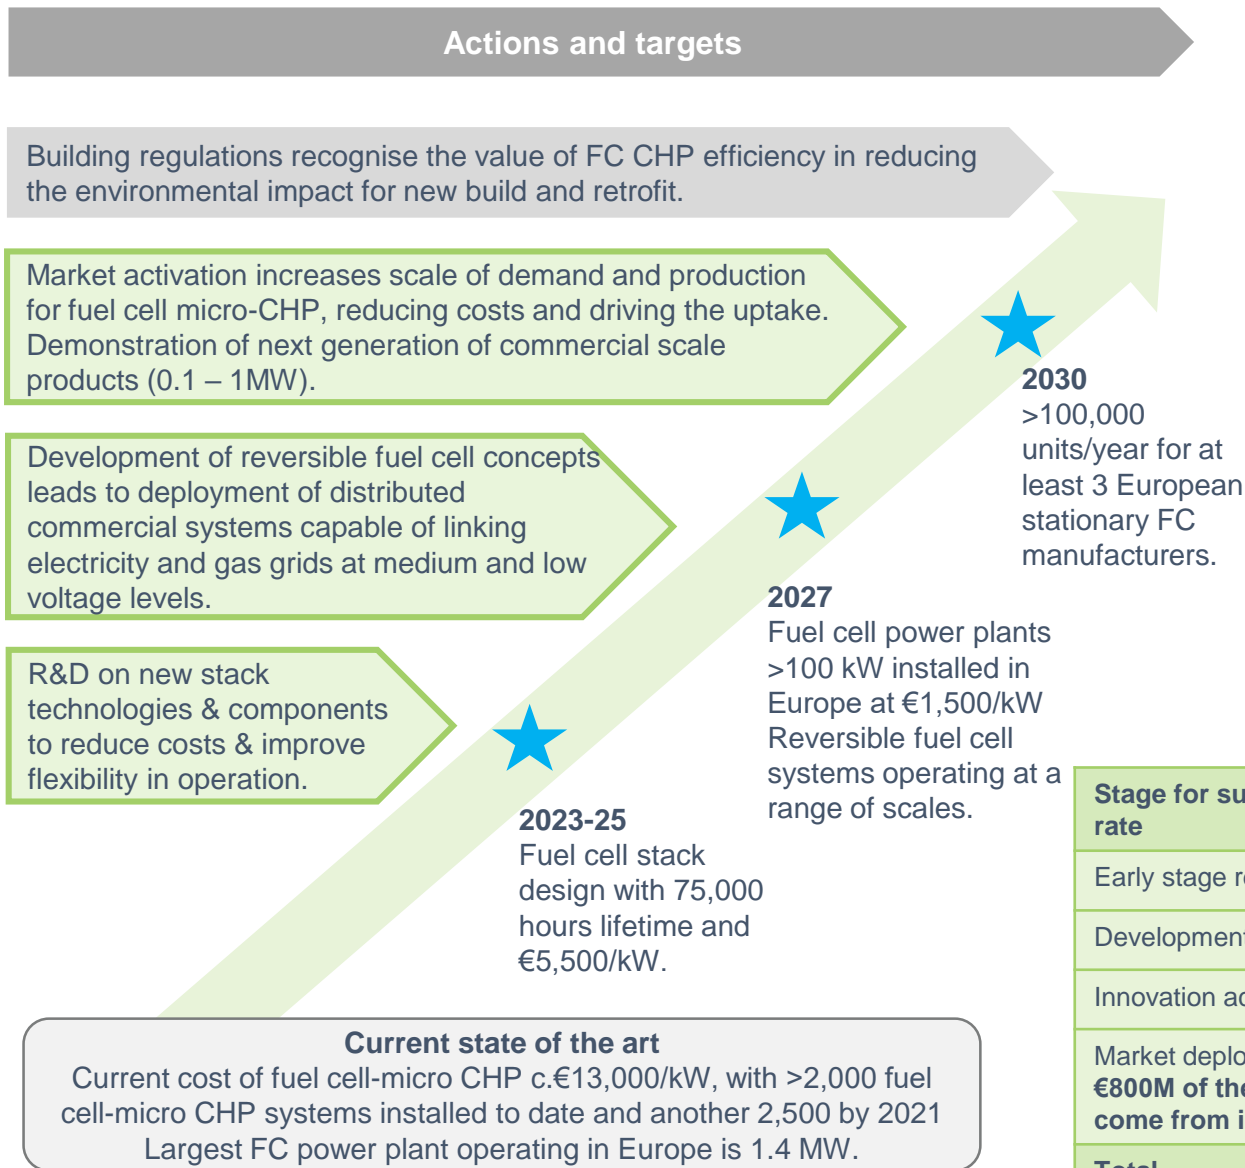 Actions and targets
Building regulations recognise the value of FC CHP efficiency in reducing
the environmental impact for new build and retrofit.
Market activation increases scale of demand and production
for fuel cell micro-CHP, reducing costs and driving the uptake.
Demonstration of next generation of commercial scale
products (0.1 – 1MW).
2030
>100,000
units/year for at
least 3 European
stationary FC
manufacturers.
Development of reversible fuel cell concepts
leads to deployment of distributed
commercial systems capable of linking
electricity and gas grids at medium and low
voltage levels.
2027
Fuel cell power plants
>100 kW installed in
Europe at €1,500/kW
Reversible fuel cell
systems operating at a
range of scales.
R&D on new stack
technologies & components
to reduce costs & improve
flexibility in operation.
2023-25
Fuel cell stack
design with 75,000
hours lifetime and
€5,500/kW.
Stage for su
rate
Early stage r
Development
Innovation ac
Market deplo
€800M of the
come from i
Total
Current state of the art
Current cost of fuel cell-micro CHP c.€13,000/kW, with >2,000 fuel
cell-micro CHP systems installed to date and another 2,500 by 2021
Largest FC power plant operating in Europe is 1.4 MW.